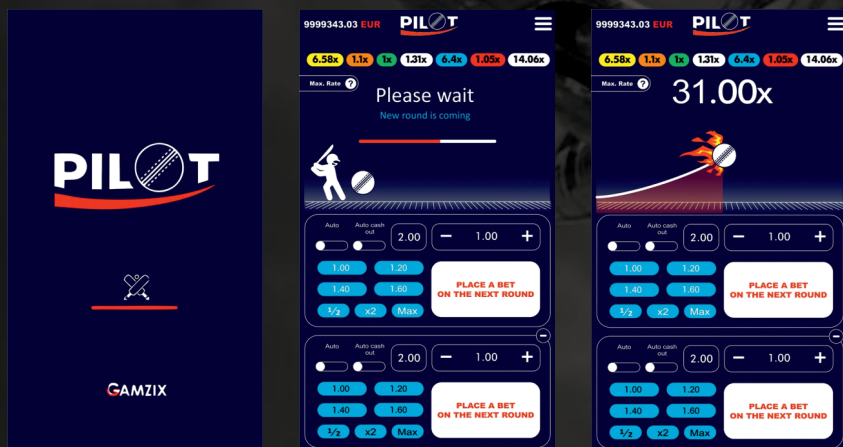 PILOT
GAMZIX
9999343.03 EUR
PILOT
6.58x 1.1x 1x 1.31x 6.4x 1.05x 14.06x
Max. Rate ?
Please wait
New round is coming
Auto Auto cash out 2.00 − 1.00 +
1.00 1.20
1.40 1.60
½ x2 Max
PLACE A BET
ON THE NEXT ROUND
Auto Auto cash out 2.00 − 1.00 +
1.00 1.20
1.40 1.60
½ x2 Max
PLACE A BET
ON THE NEXT ROUND
9999343.03 EUR
PILOT
6.58x 1.1x 1x 1.31x 6.4x 1.05x 14.06x
Max. Rate ?
31.00x
Auto Auto cash out 2.00 − 1.00 +
1.00 1.20
1.40 1.60
½ x2 Max
PLACE A BET
ON THE NEXT ROUND
Auto Auto cash out 2.00 − 1.00 +
1.00 1.20
1.40 1.60
½ x2 Max
PLACE A BET
ON THE NEXT ROUND